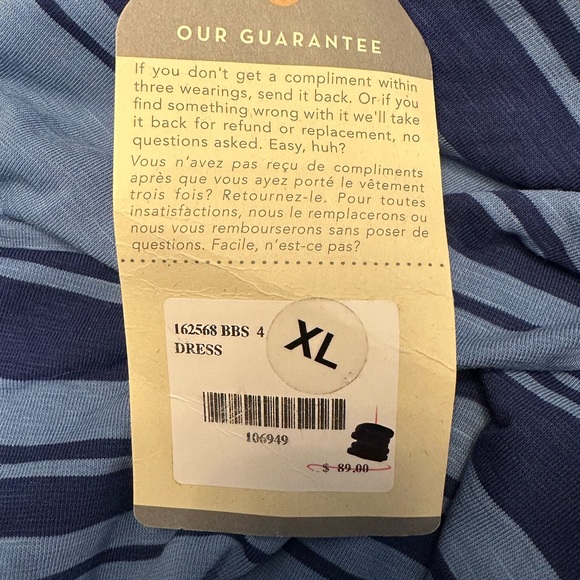 OUR GUARANTEE
If you don't get a compliment within
three wearings, send it back. Or if you
find something wrong with it we'll take
it back for refund or replacement, no
questions asked. Easy, huh?
Vous n'avez pas reçu de compliments
après que vous ayez porté le vêtement
trois fois? Retournez-le. Pour toutes
insatisfactions, nous le remplacerons ou
nous vous rembourserons sans poser de
questions. Facile, n'est-ce pas?
162568 BBS 4
DRESS
XL
106949
$ 89.00